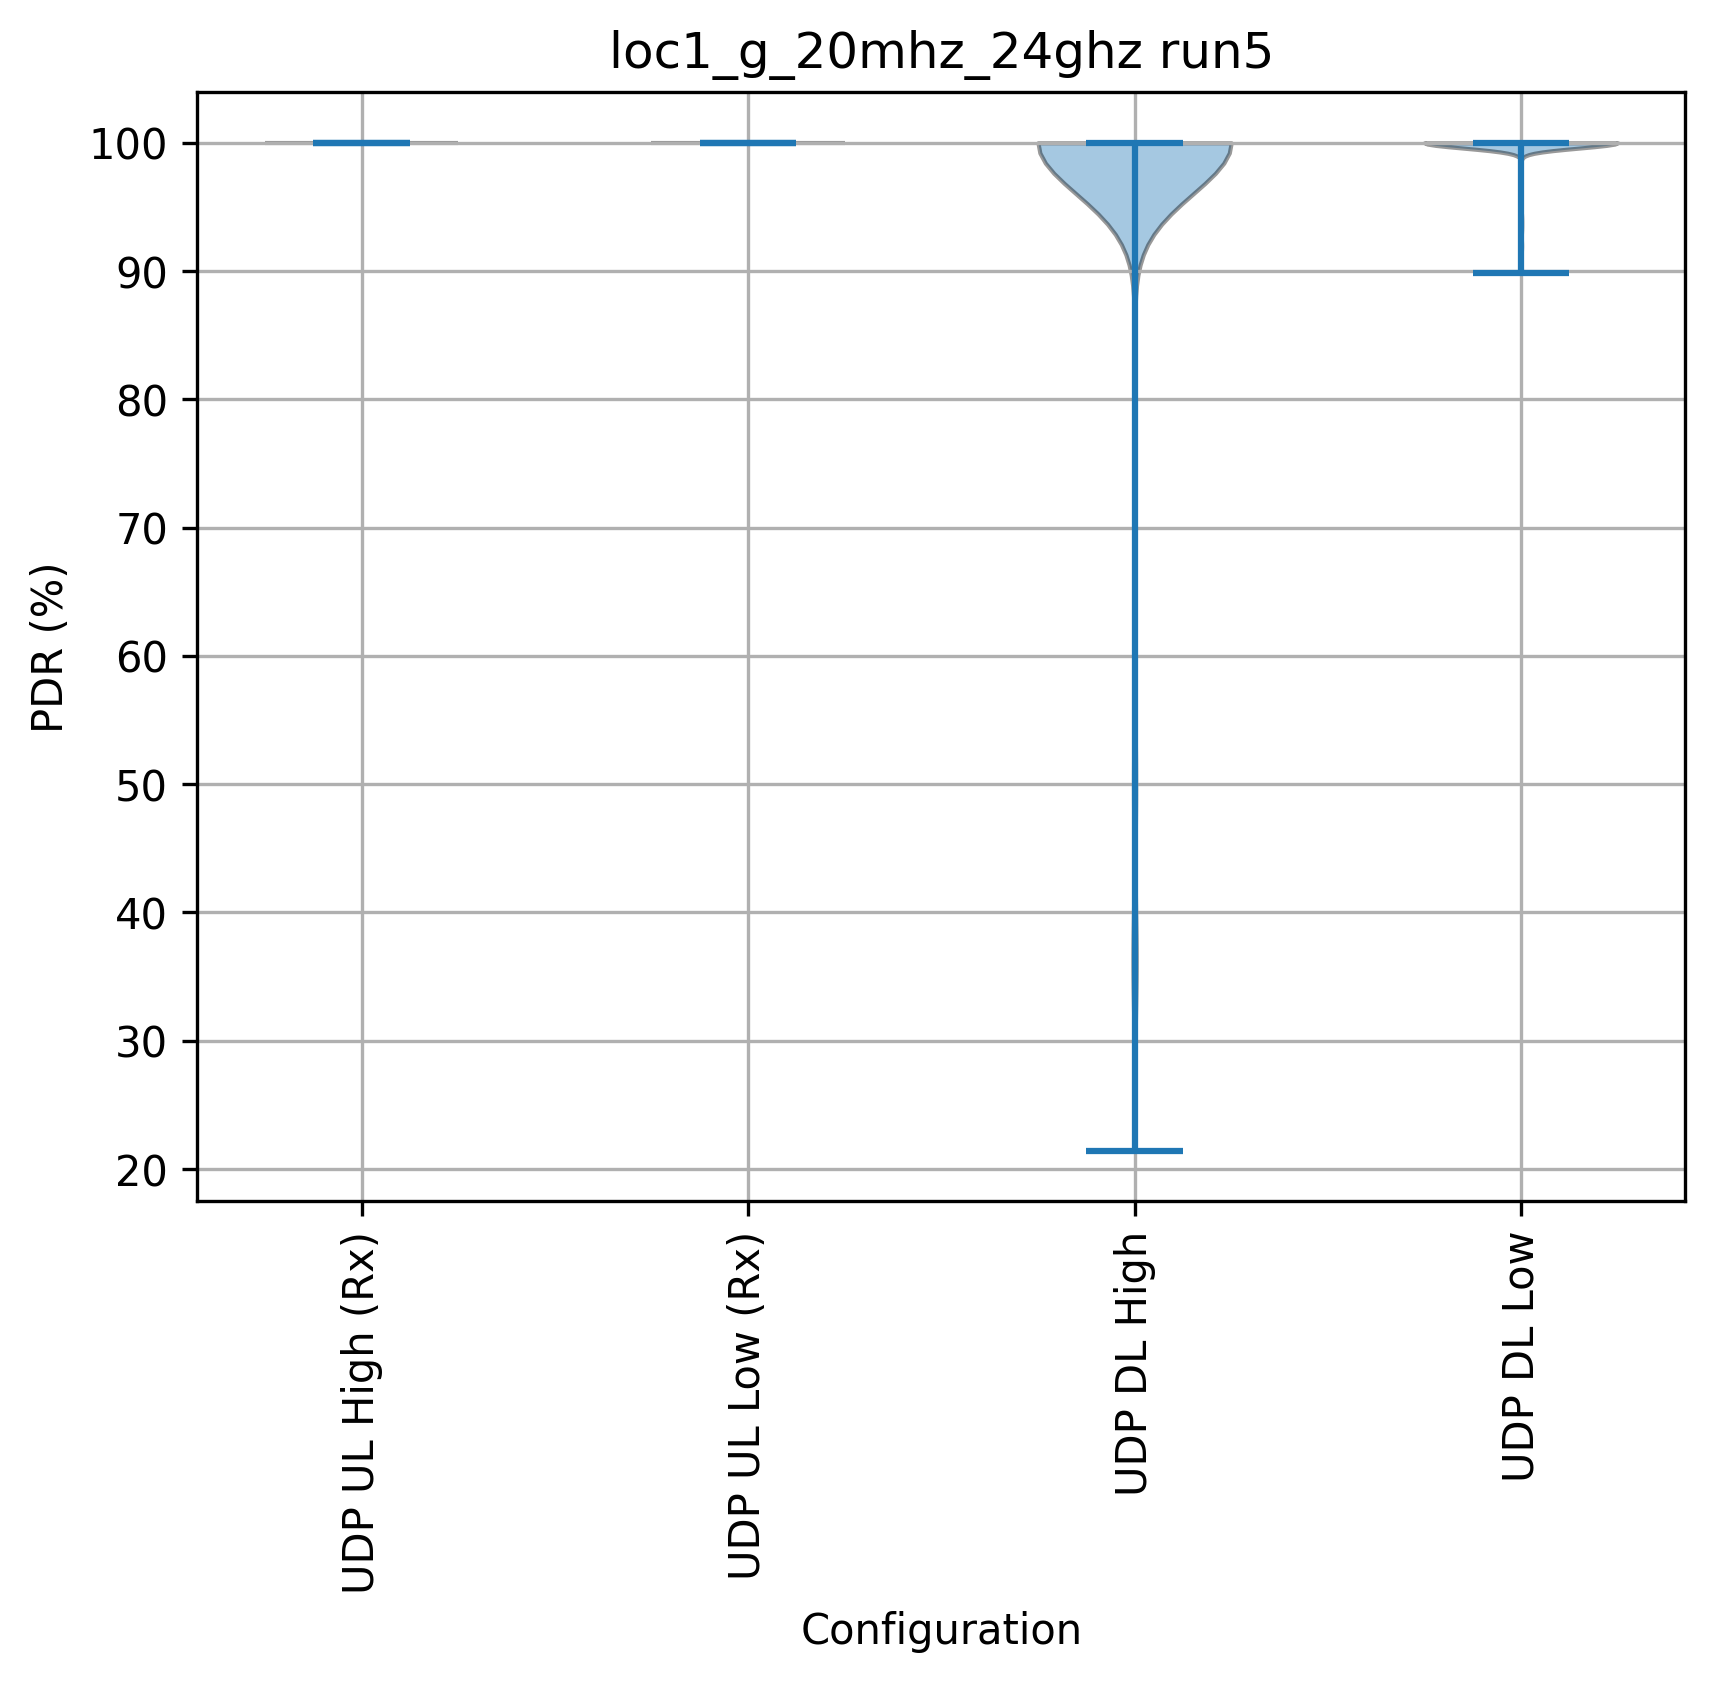 loc1_g_20mhz_24ghz run5
100
90
80
70
60
50
40
30
20
PDR (%)
UDP UL High (Rx)
UDP UL Low (Rx)
UDP DL High
UDP DL Low
Configuration